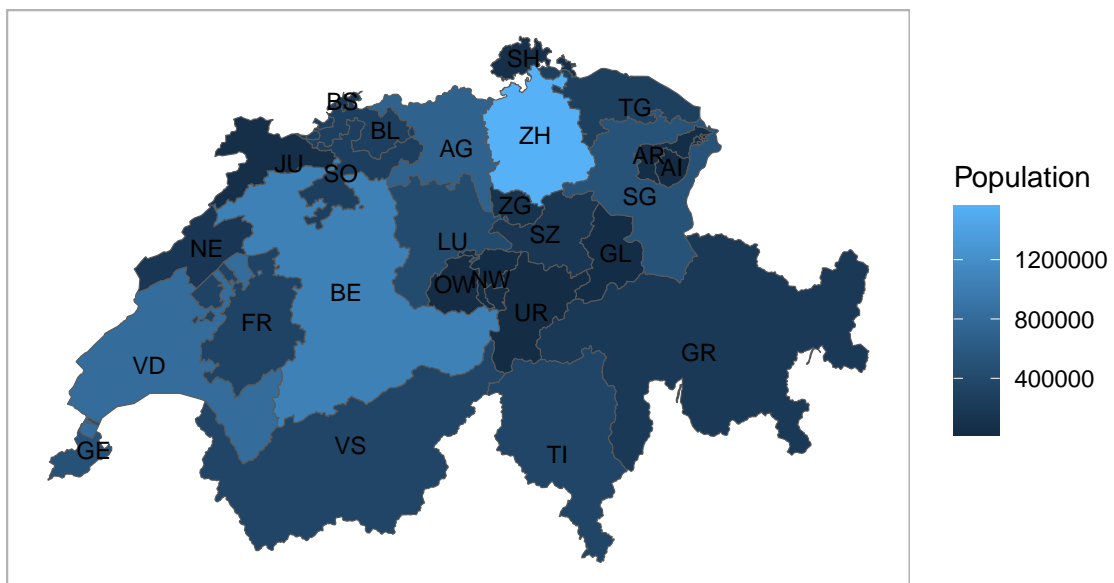 SH
BS
TG
BL
ZH
AG
AR
JU
SO
AI
SG
ZG
NE
LU
SZ
GL
OW
NW
BE
UR
FR
GR
VD
GE
VS
TI
Population
1200000
800000
400000